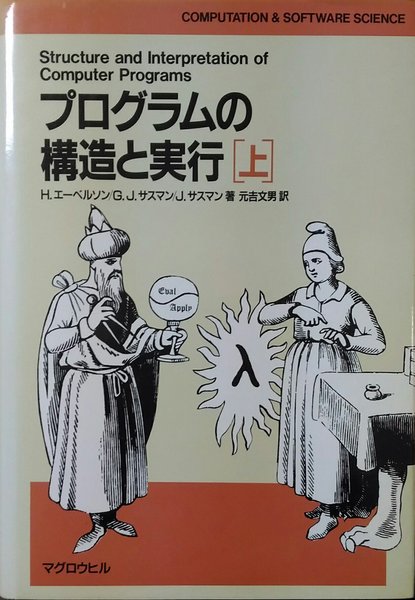 COMPUTATION & SOFTWARE SCIENCE
Structure and Interpretation of
Computer Programs
プログラムの
構造と実行[上]
H.エーベルソン/G.J.サスマン/J.サスマン 著 元吉文男 訳
Eval
Apply
λ
マグロウヒル